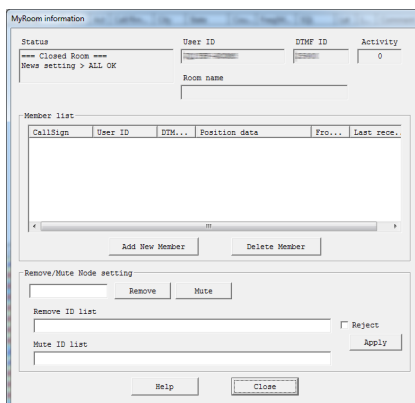 MyRoom information
Status
User ID
DTMF ID
Activity
=== Closed Room ===
News setting > ALL OK
0
Room name
Member list
CallSign User ID DTM... Position data Fro... Last rece...
Add New Member Delete Member
Remove/Mute Node setting
Remove Mute
Remove ID list
Reject
Apply
Mute ID list
Help Close